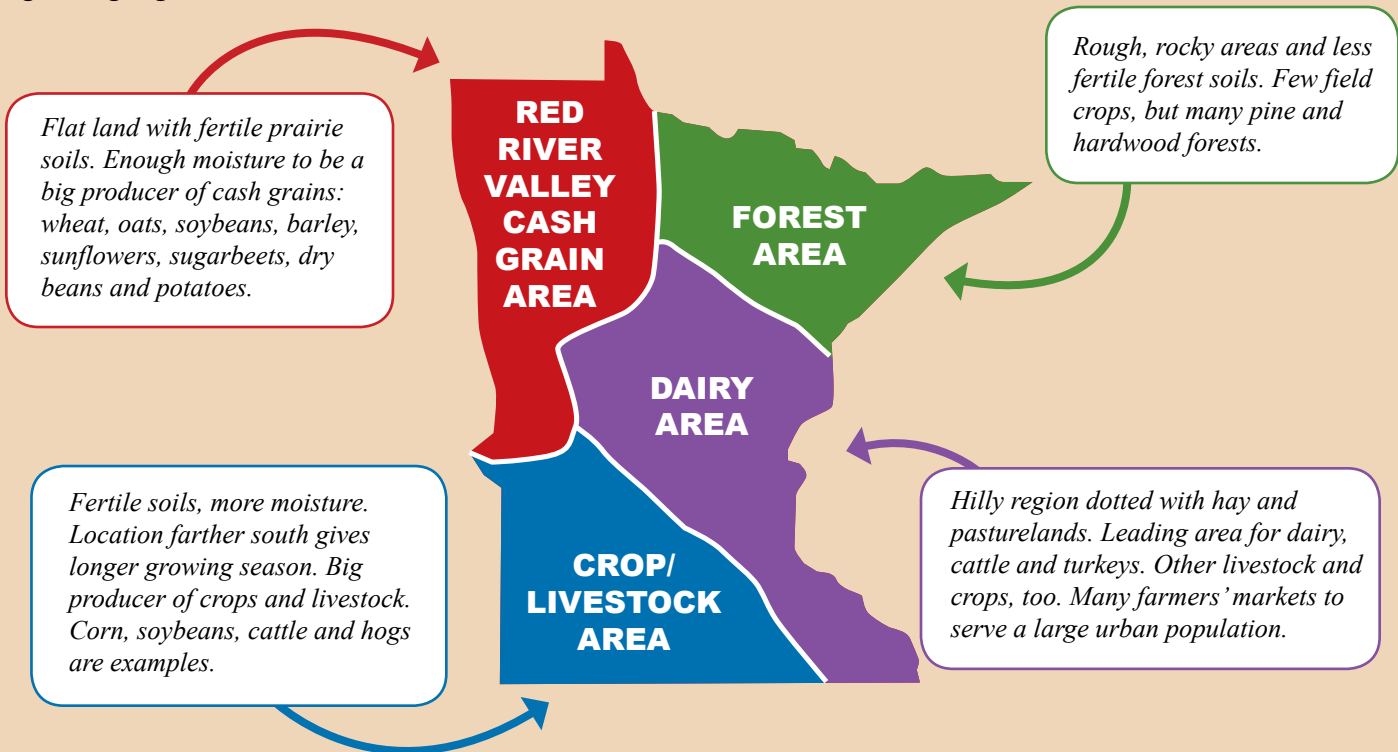 Flat land with fertile prairie
soils. Enough moisture to be a
big producer of cash grains:
wheat, oats, soybeans, barley,
sunflowers, sugarbeets, dry
beans and potatoes.
RED
RIVER
VALLEY
CASH
GRAIN
AREA
Rough, rocky areas and less
fertile forest soils. Few field
crops, but many pine and
hardwood forests.
FOREST
AREA
DAIRY
AREA
Fertile soils, more moisture.
Location farther south gives
longer growing season. Big
producer of crops and livestock.
Corn, soybeans, cattle and hogs
are examples.
CROP/
LIVESTOCK
AREA
Hilly region dotted with hay and
pasturelands. Leading area for dairy,
cattle and turkeys. Other livestock and
crops, too. Many farmers’ markets to
serve a large urban population.